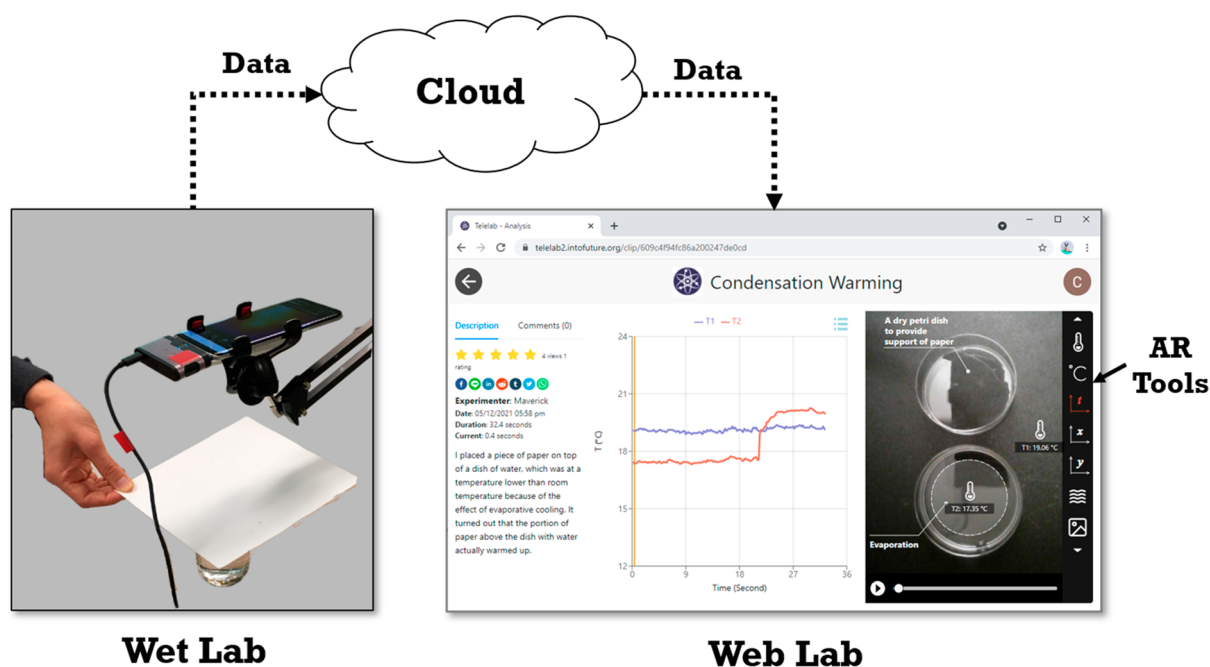 Data
Cloud
Data
Telelab - Analysis
telelab2.intofuture.org/clip/609c4f94fc86a200247de0cd
Condensation Warming
C
Description Comments (0)
4 views 1
rating
Experimenter: Maverick
Date: 05/12/2021 05:58 pm
Duration: 32.4 seconds
Current: 0.4 seconds
I placed a piece of paper on top
of a dish of water, which was at a
temperature lower than room
temperature because of the
effect of evaporative cooling. It
turned out that the portion of
paper above the dish with water
actually warmed up.
T1 T2
24
21
18
15
12
T (°C)
0 9 18 27 36
Time (Second)
A dry petri dish
to provide
support of paper
T1: 19.06 °C
T2: 17.35 °C
Evaporation
°C
t
x
y
AR
Tools
Wet Lab
Web Lab